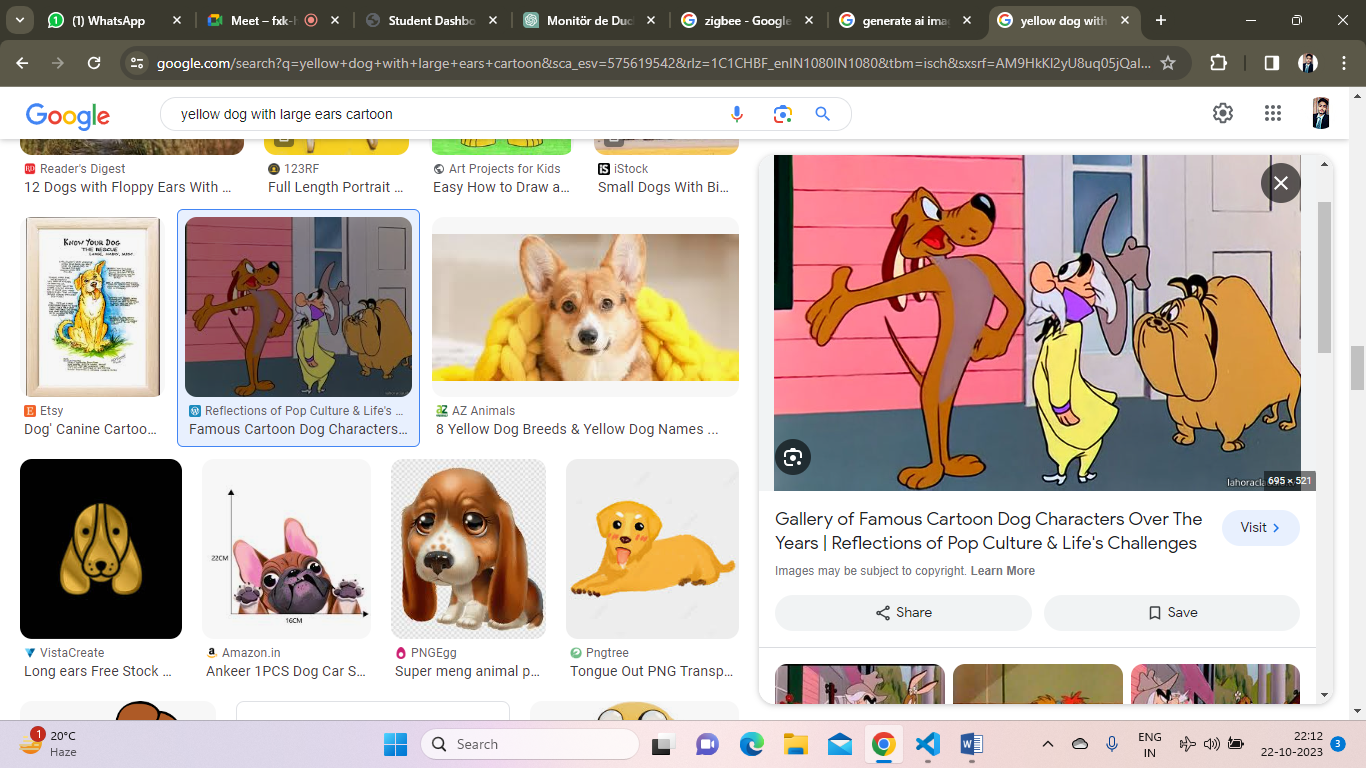 (1) WhatsApp
Meet – fxk-
Student Dashbo
Monitör de Duc
zigbee - Google
generate ai ima
yellow dog with
google.com/search?q=yellow+dog+with+large+ears+cartoon&sca_esv=575619542&rlz=1C1CHBF_enIN1080IN1080&tbm=isch&sxsrf=AM9HkKl2yU8uq05jQal...
Google
yellow dog with large ears cartoon
Reader's Digest
12 Dogs with Floppy Ears With ...
123RF
Full Length Portrait ...
Art Projects for Kids
Easy How to Draw a...
iStock
Small Dogs With Bi...
KNOW YOUR DOG
THE RESCUE
Etsy
Dog' Canine Cartoo...
Reflections of Pop Culture & Life's ...
Famous Cartoon Dog Characters...
AZ Animals
8 Yellow Dog Breeds & Yellow Dog Names ...
22CM
16CM
VistaCreate
Long ears Free Stock ...
Amazon.in
Ankeer 1PCS Dog Car S...
PNGEgg
Super meng animal p...
Pngtree
Tongue Out PNG Transp...
lahoracla
695 × 521
Gallery of Famous Cartoon Dog Characters Over The
Years | Reflections of Pop Culture & Life's Challenges
Visit
Images may be subject to copyright. Learn More
Share
Save
1
20°C
Haze
Search
ENG
IN
22:12
22-10-2023
3